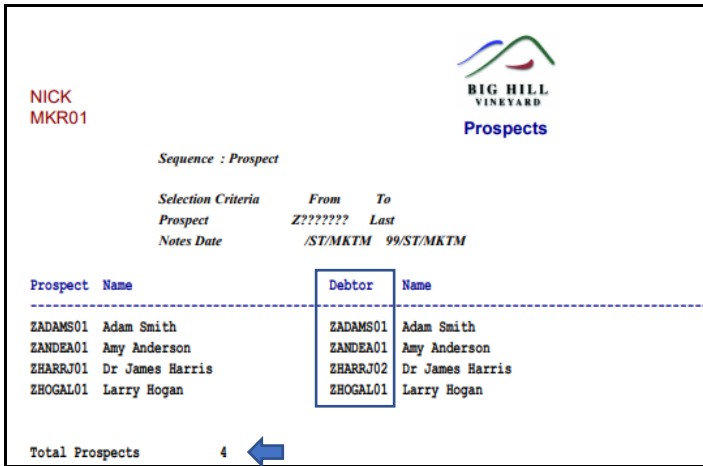 BIG HILL
VINEYARD
NICK
MKR01
Prospects
Sequence : Prospect
Selection Criteria From To
Prospect Z??????? Last
Notes Date /ST/MKTM 99/ST/MKTM
Prospect Name Debtor Name
ZADAMS01 Adam Smith ZADAMS01 Adam Smith
ZANDEA01 Amy Anderson ZANDEA01 Amy Anderson
ZHARRJ01 Dr James Harris ZHARRJ02 Dr James Harris
ZHOGAL01 Larry Hogan ZHOGAL01 Larry Hogan
Total Prospects 4